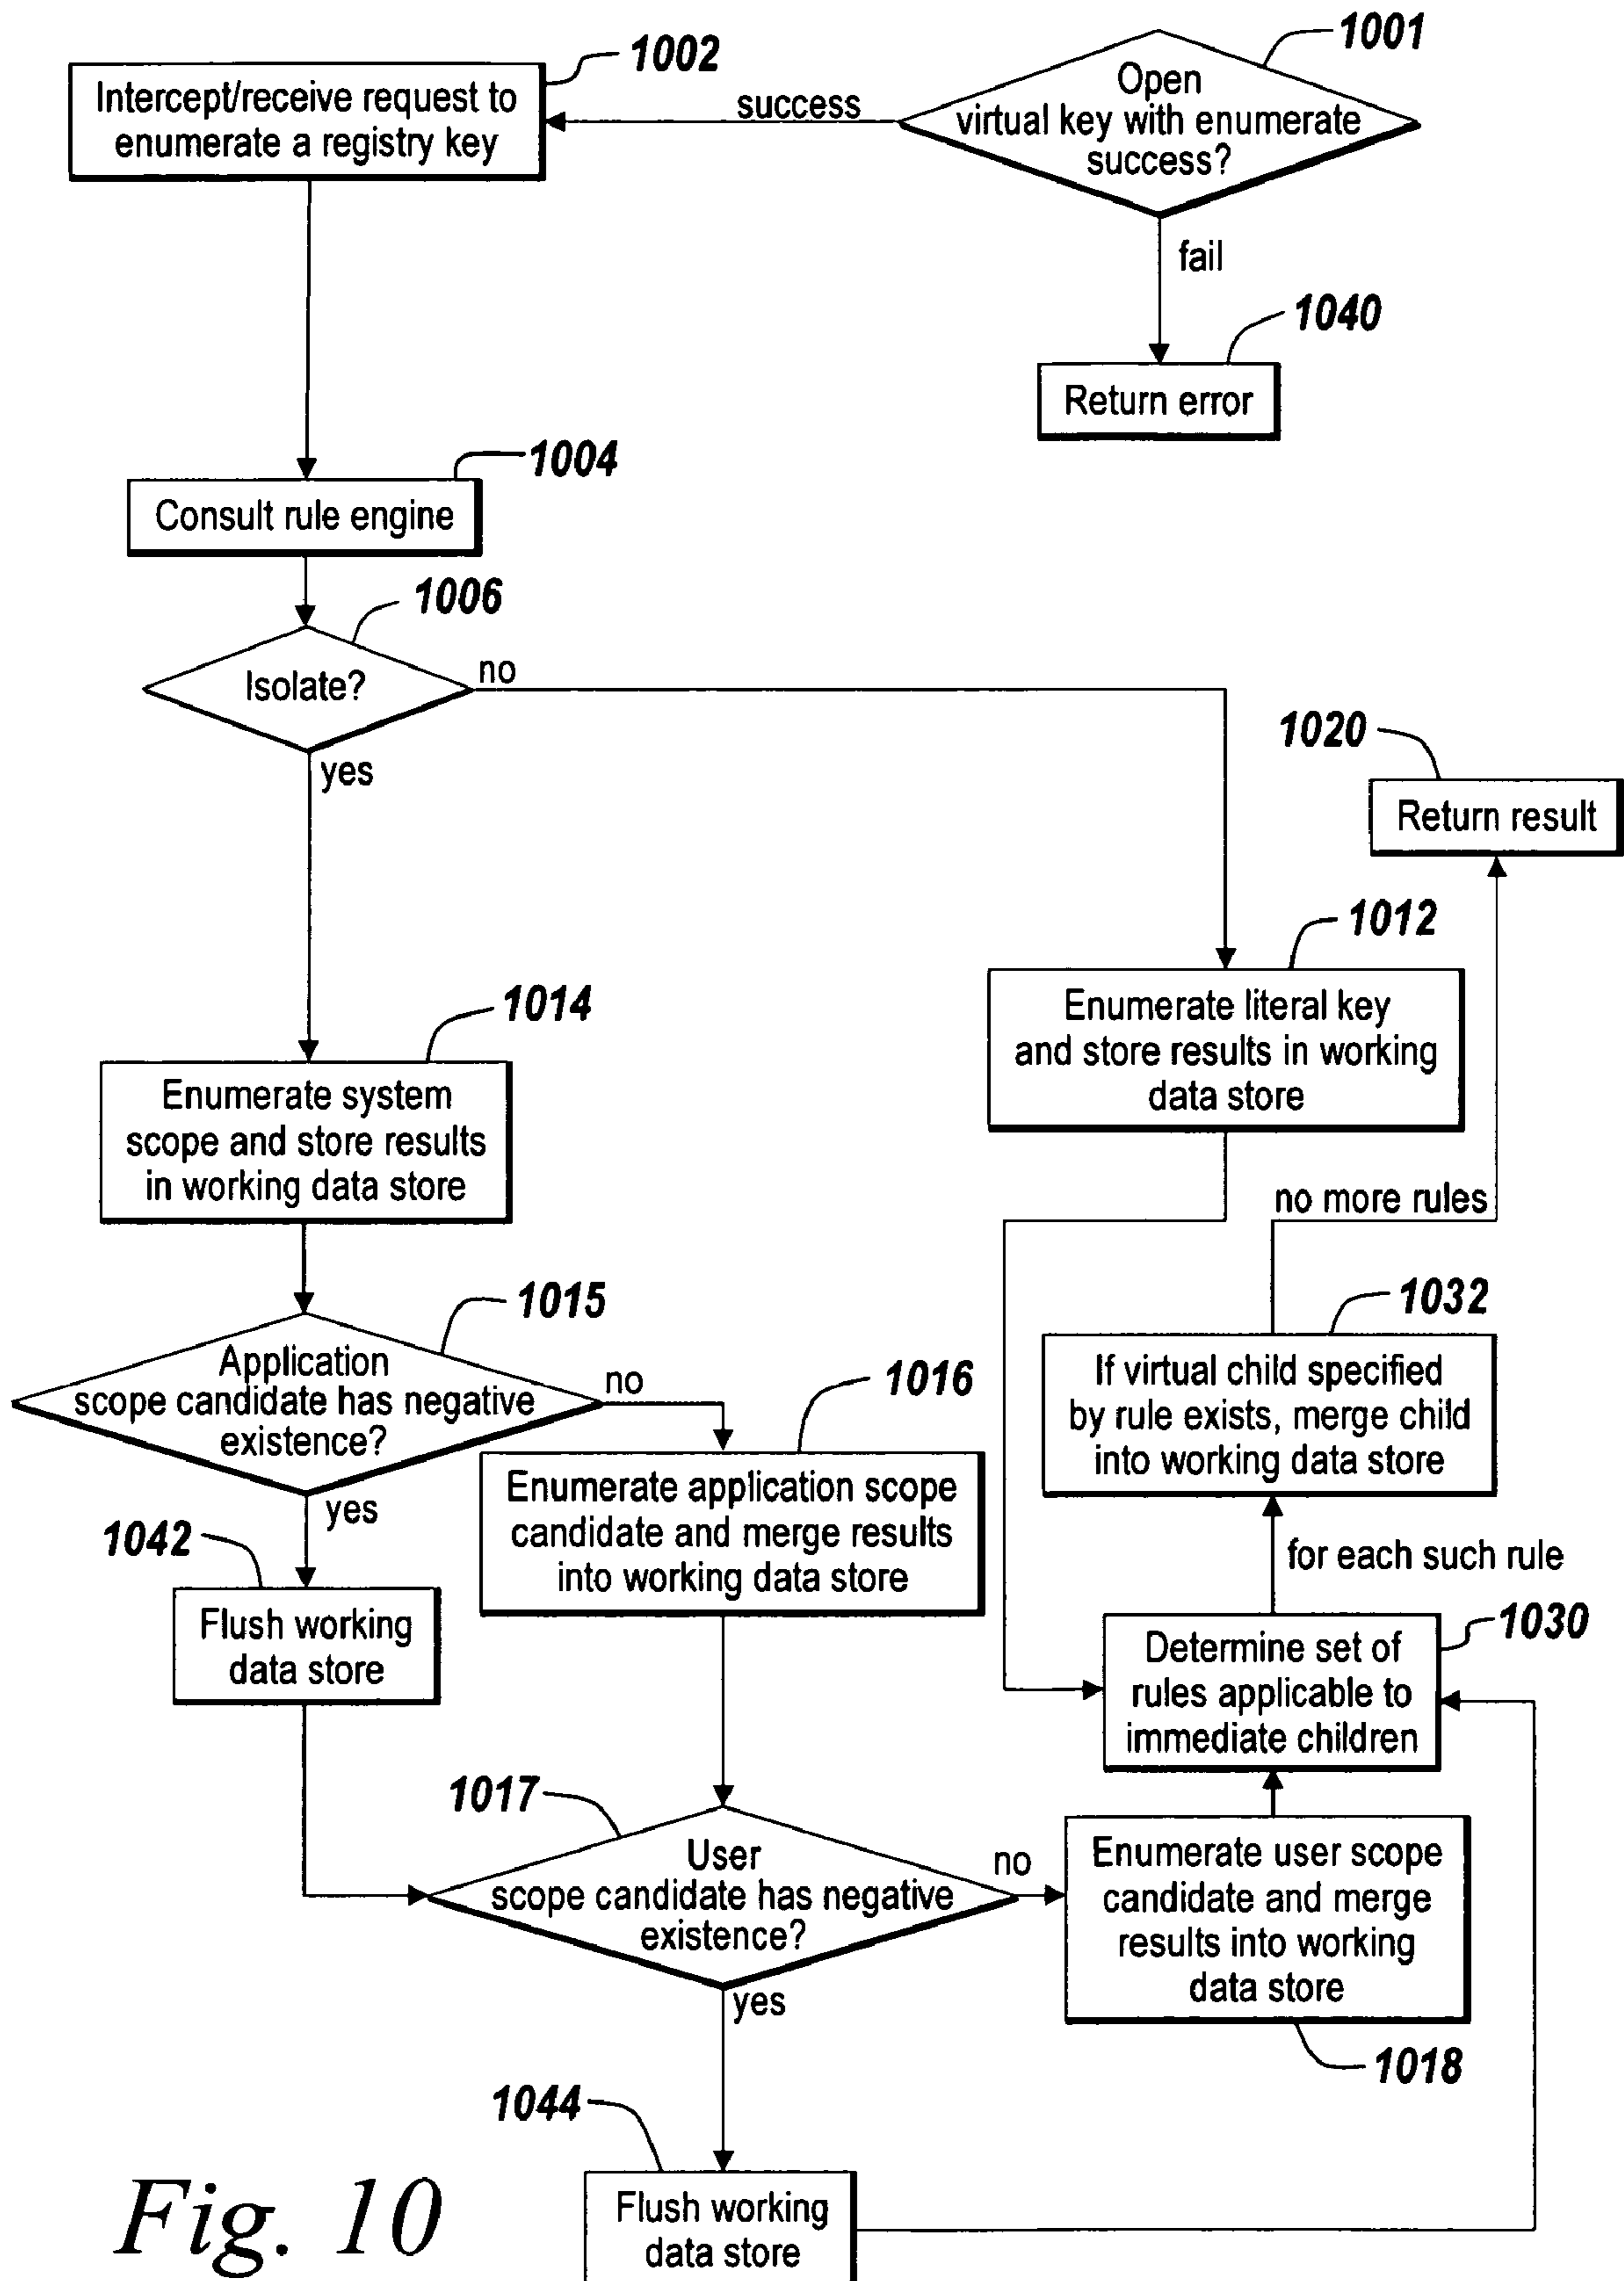 1002
1001
Intercept/receive request to
enumerate a registry key
success
Open
virtual key with enumerate
success?
fail
1040
Return error
1004
Consult rule engine
1006
Isolate?
no
yes
1020
Return result
1012
Enumerate literal key
and store results in working
data store
1014
Enumerate system
scope and store results
in working data store
no more rules
1015
Application
scope candidate has negative
existence?
no
yes
1016
Enumerate application scope
candidate and merge results
into working data store
1032
If virtual child specified
by rule exists, merge child
into working data store
for each such rule
1042
Flush working
data store
1030
Determine set of
rules applicable to
immediate children
1017
User
scope candidate has negative
existence?
no
yes
Enumerate user scope
candidate and merge
results into working
data store
1018
1044
Flush working
data store
Fig. 10